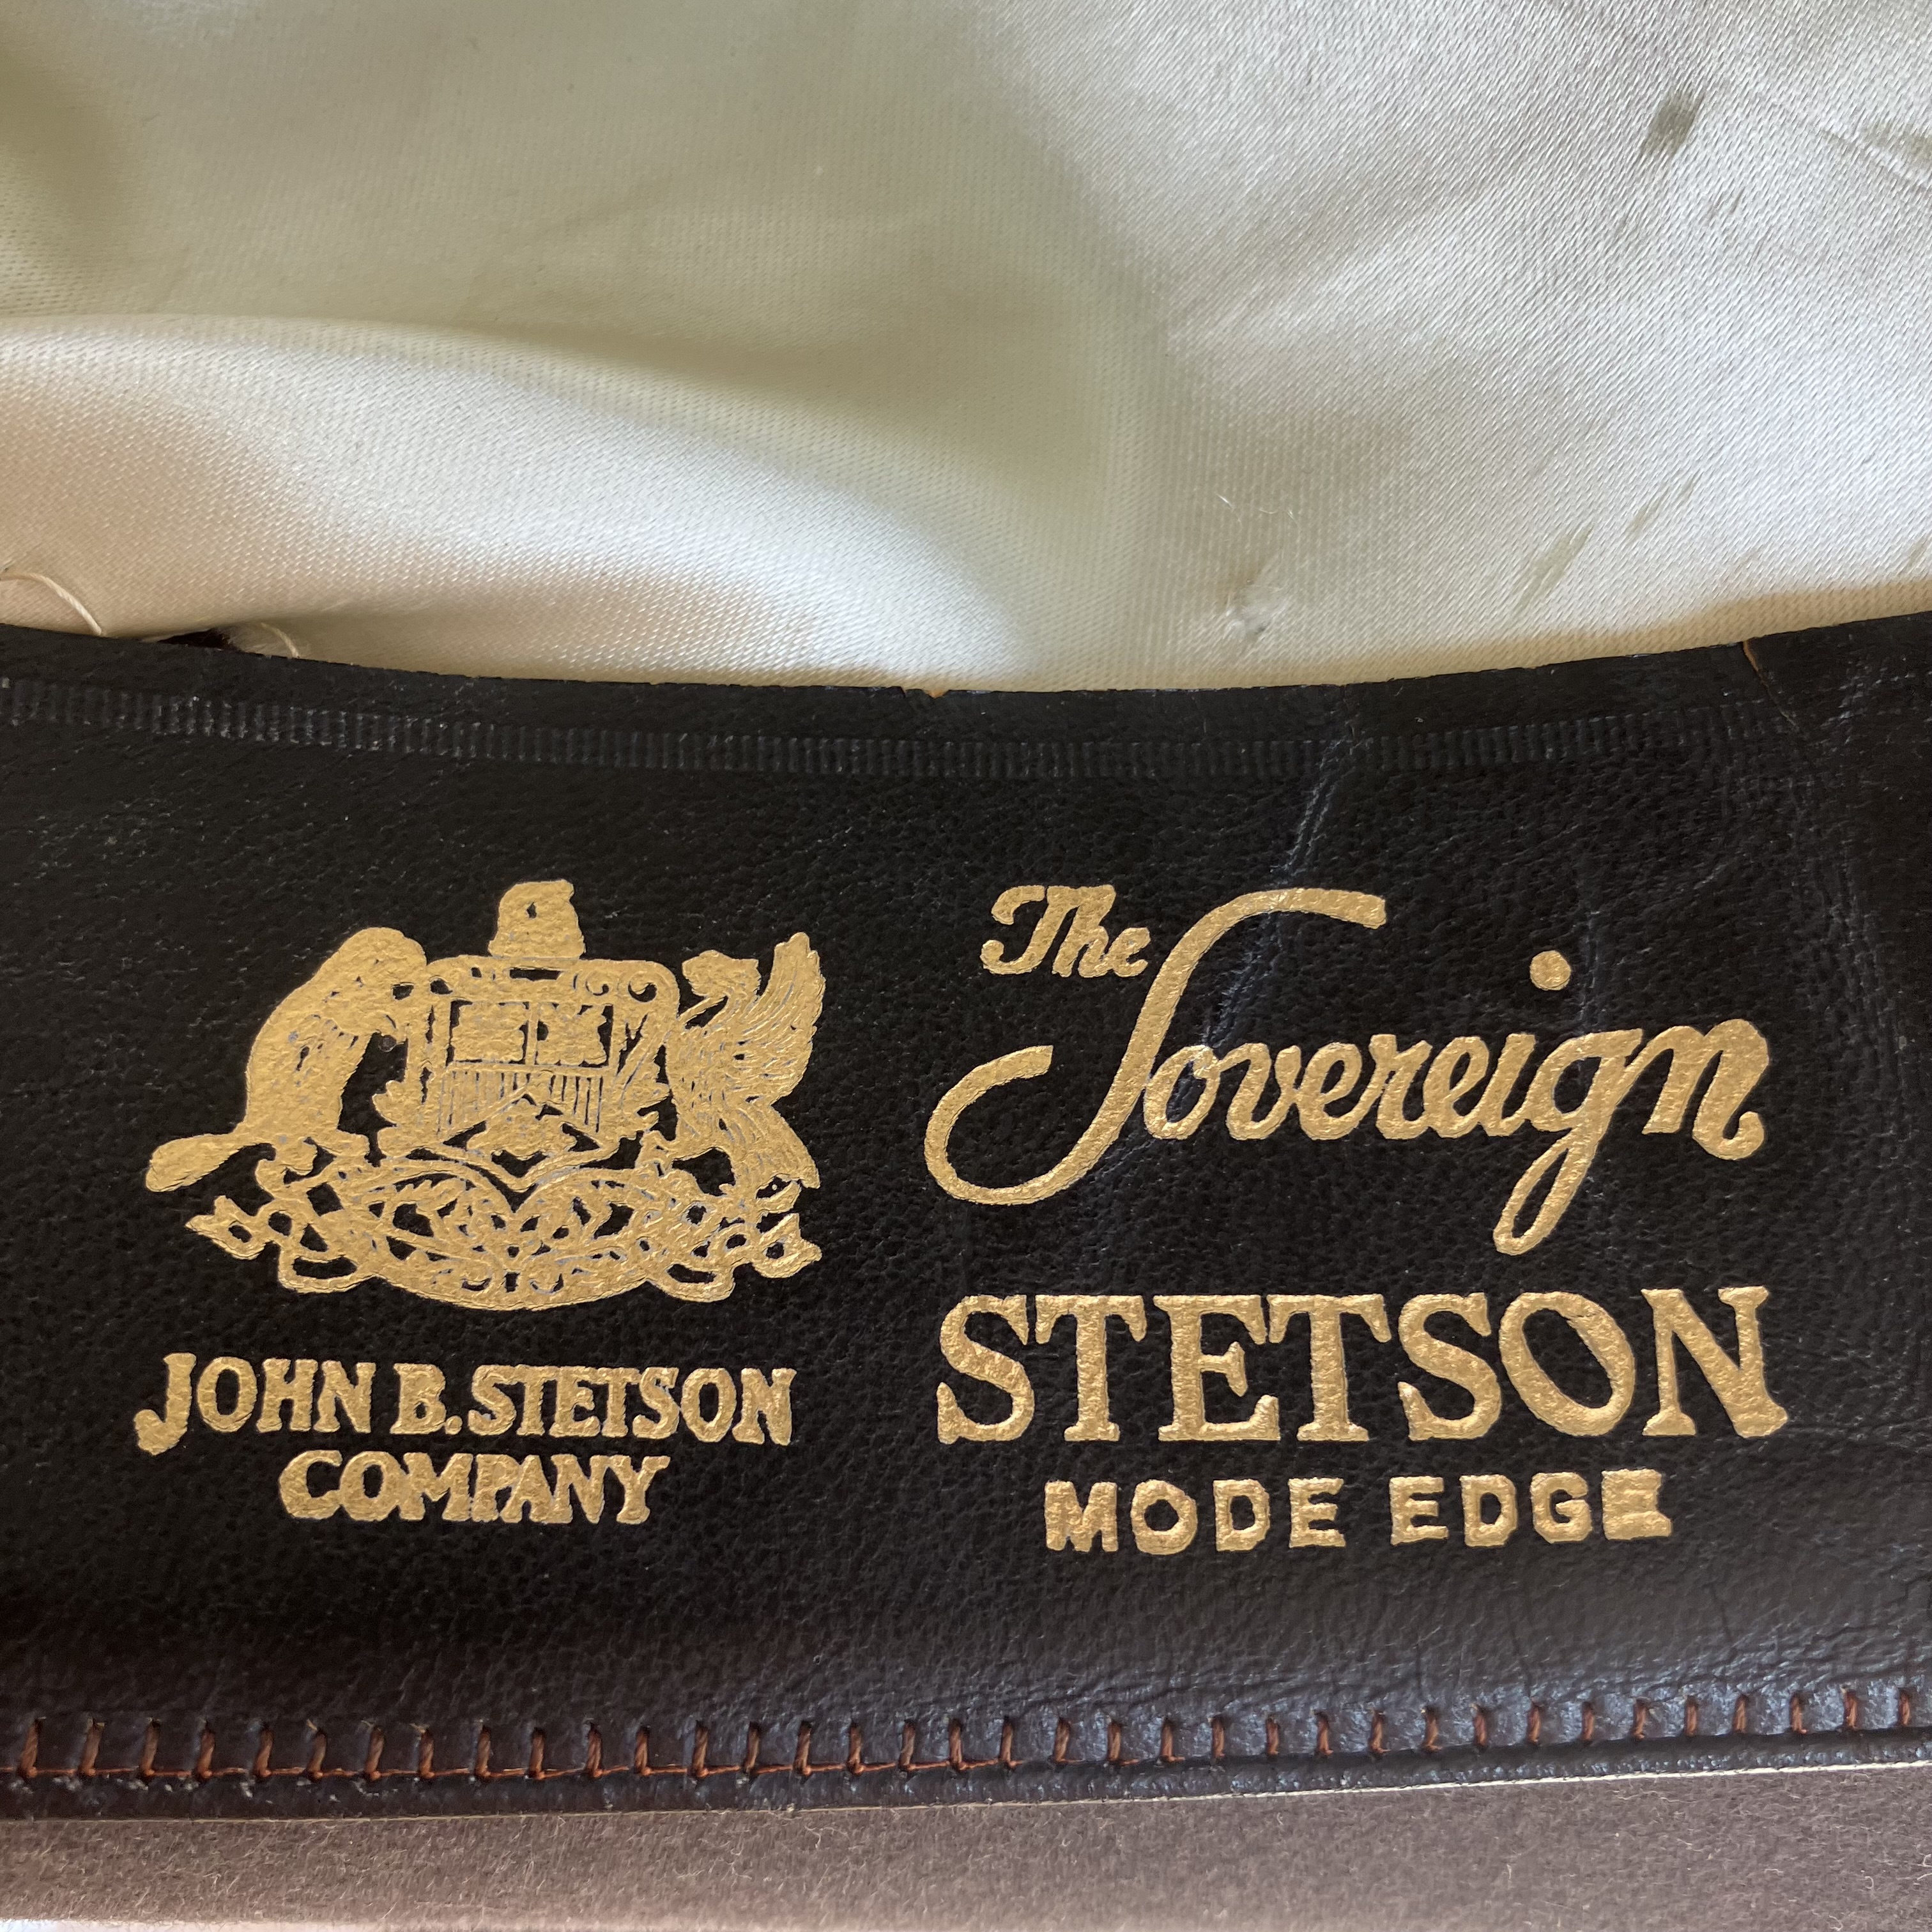 JOHN B. STETSON
COMPANY
The Sovereign
STETSON
MODE EDGE